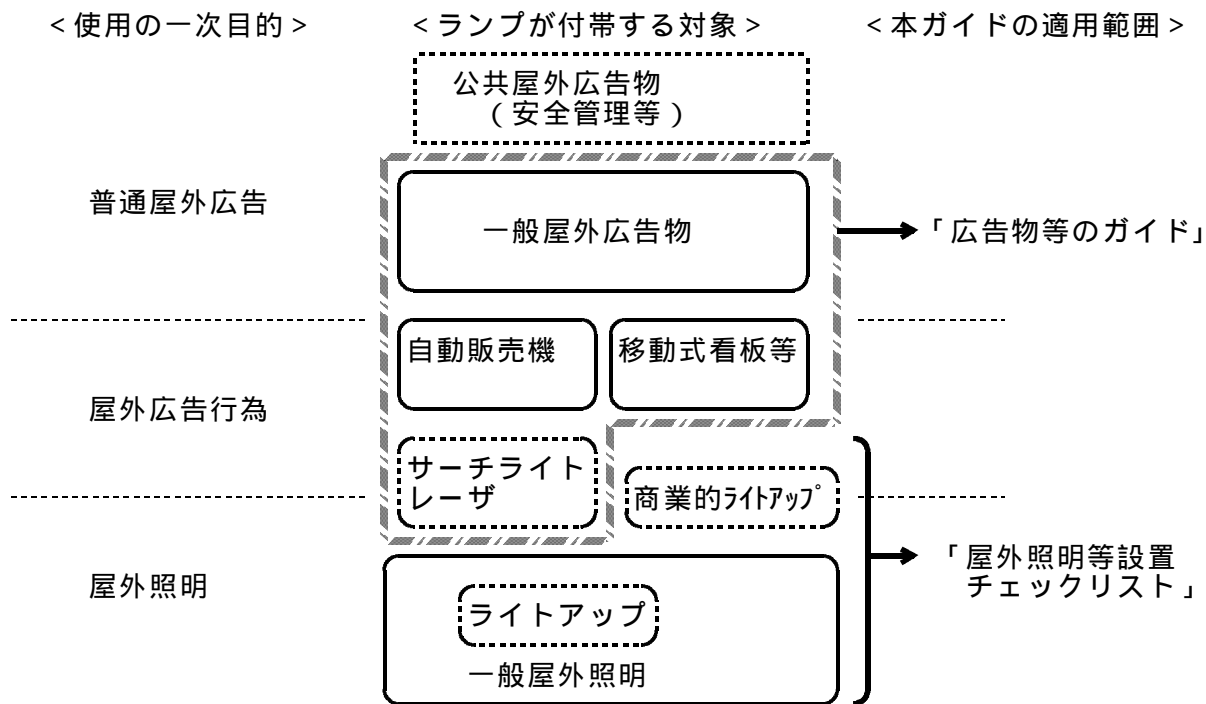 <使用の一次目的>
<ランプが付帯する対象>
<本ガイドの適用範囲>
公共屋外広告物
(安全管理等)
普通屋外広告
一般屋外広告物
「広告物等のガイド」
自動販売機
移動式看板等
屋外広告行為
サーチライト
レーザ
商業的ﾗｲﾄｱｯﾌﾟ
屋外照明
「屋外照明等設置
チェックリスト」
ライトアップ
一般屋外照明